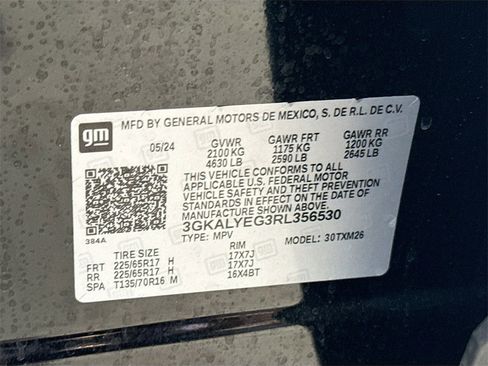 gm
MFD BY GENERAL MOTORS DE MEXICO, S. DE R.L. DE C.V.
05/24 GVWR GAWR FRT GAWR RR
2100 KG 1175 KG 1200 KG
4630 LB 2590 LB 2645 LB
THIS VEHICLE CONFORMS TO ALL
APPLICABLE U.S. FEDERAL MOTOR
VEHICLE SAFETY AND THEFT PREVENTION
STANDARDS IN EFFECT ON THE DATE OF
MANUFACTURE SHOWN ABOVE.
3GKALYEG3RL356530
384A TYPE: MPV MODEL: 30TXM26
TIRE SIZE RIM
FRT 225/65R17 H 17X7J
RR 225/65R17 H 17X7J
SPA T135/70R16 M 16X4BT